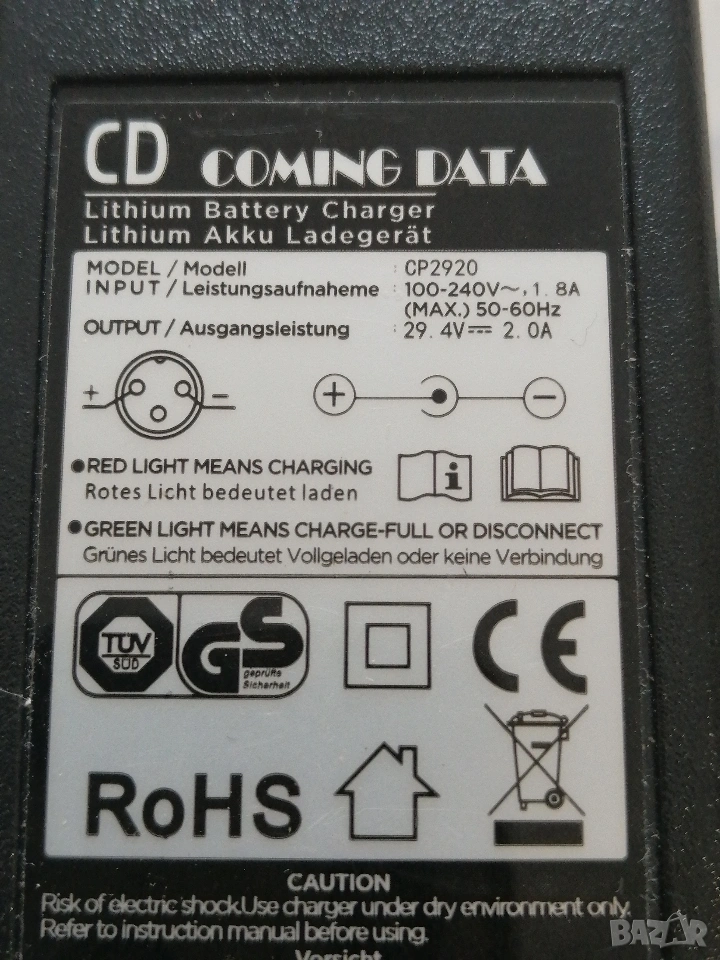 CD COMING DATA
Lithium Battery Charger
Lithium Akku Ladegerät
MODEL / Modell : CP2920
INPUT / Leistungsaufnaheme : 100-240V~, 1. 8A
(MAX.) 50-60Hz
OUTPUT / Ausgangsleistung : 29. 4V⎓ 2. 0A
+ - + -
●RED LIGHT MEANS CHARGING
Rotes Licht bedeutet laden
i
●GREEN LIGHT MEANS CHARGE-FULL OR DISCONNECT
Grünes Licht bedeutet Vollgeladen oder keine Verbindung
TÜV
SÜD
GS
geprüfte
Sicherheit
CE
RoHS
CAUTION
Risk of electric shock.Use charger under dry environment only.
Refer to instruction manual before using.
Vorsicht
BAZAR